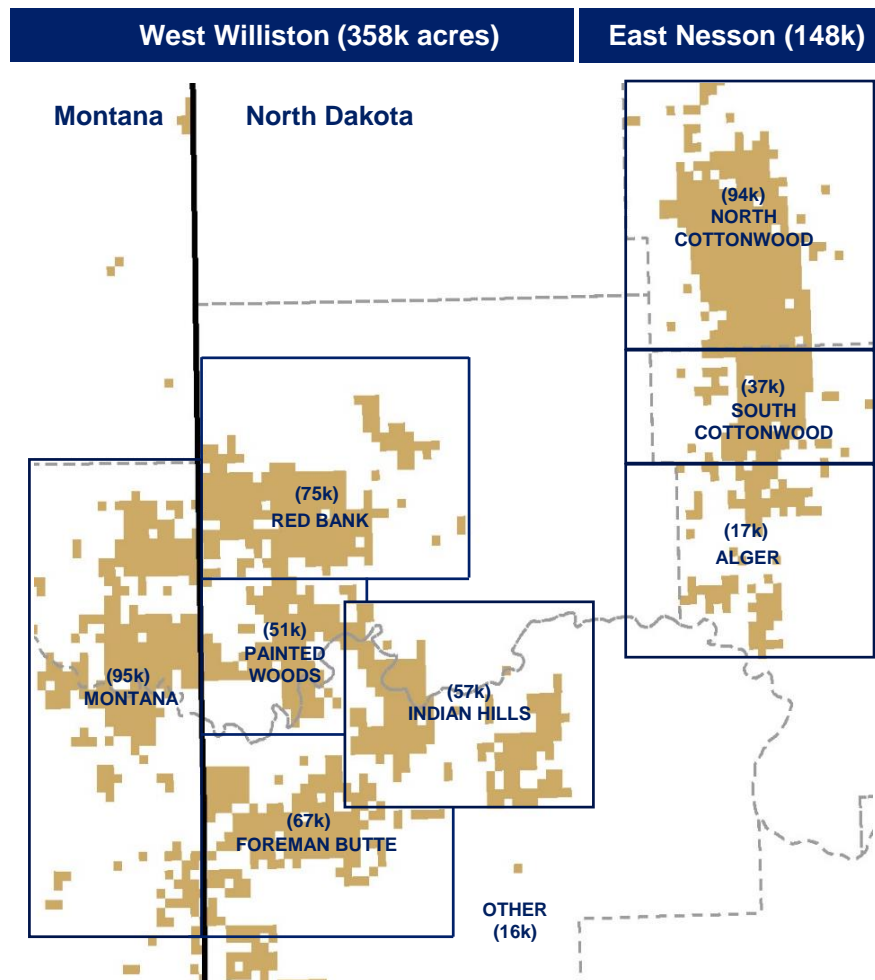 West Williston (358k acres)
East Nesson (148k)
Montana
North Dakota
(94k)
NORTH
COTTONWOOD
(37k)
SOUTH
COTTONWOOD
(75k)
RED BANK
(17k)
ALGER
(51k)
PAINTED
WOODS
(95k)
MONTANA
(57k)
INDIAN HILLS
(67k)
FOREMAN BUTTE
OTHER
(16k)